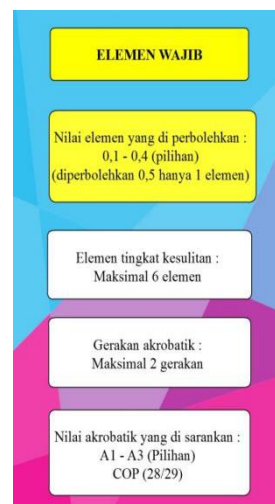 ELEMEN WAJIB
Nilai elemen yang di perbolehkan :
0,1 - 0,4 (pilihan)
(diperbolehkan 0,5 hanya 1 elemen)
Elemen tingkat kesulitan :
Maksimal 6 elemen
Gerakan akrobatik :
Maksimal 2 gerakan
Nilai akrobatik yang di sarankan :
A1 - A3 (Pilihan)
COP (28/29)